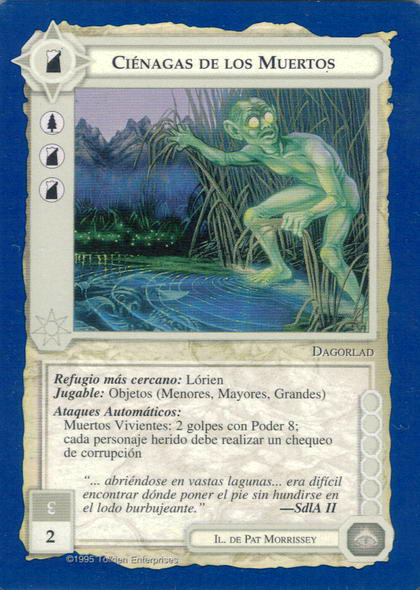 CIÉNAGAS DE LOS MUERTOS
DAGORLAD
Refugio más cercano: Lórien
Jugable: Objetos (Menores, Mayores, Grandes)
Ataques Automáticos:
Muertos Vivientes: 2 golpes con Poder 8;
cada personaje herido debe realizar un chequeo
de corrupción
“... abriéndose en vastas lagunas... era difícil
encontrar dónde poner el pie sin hundirse en
el lodo burbujeante.” —SdlA II
3
2
IL. DE PAT MORRISSEY
©1995 Tolkien Enterprises